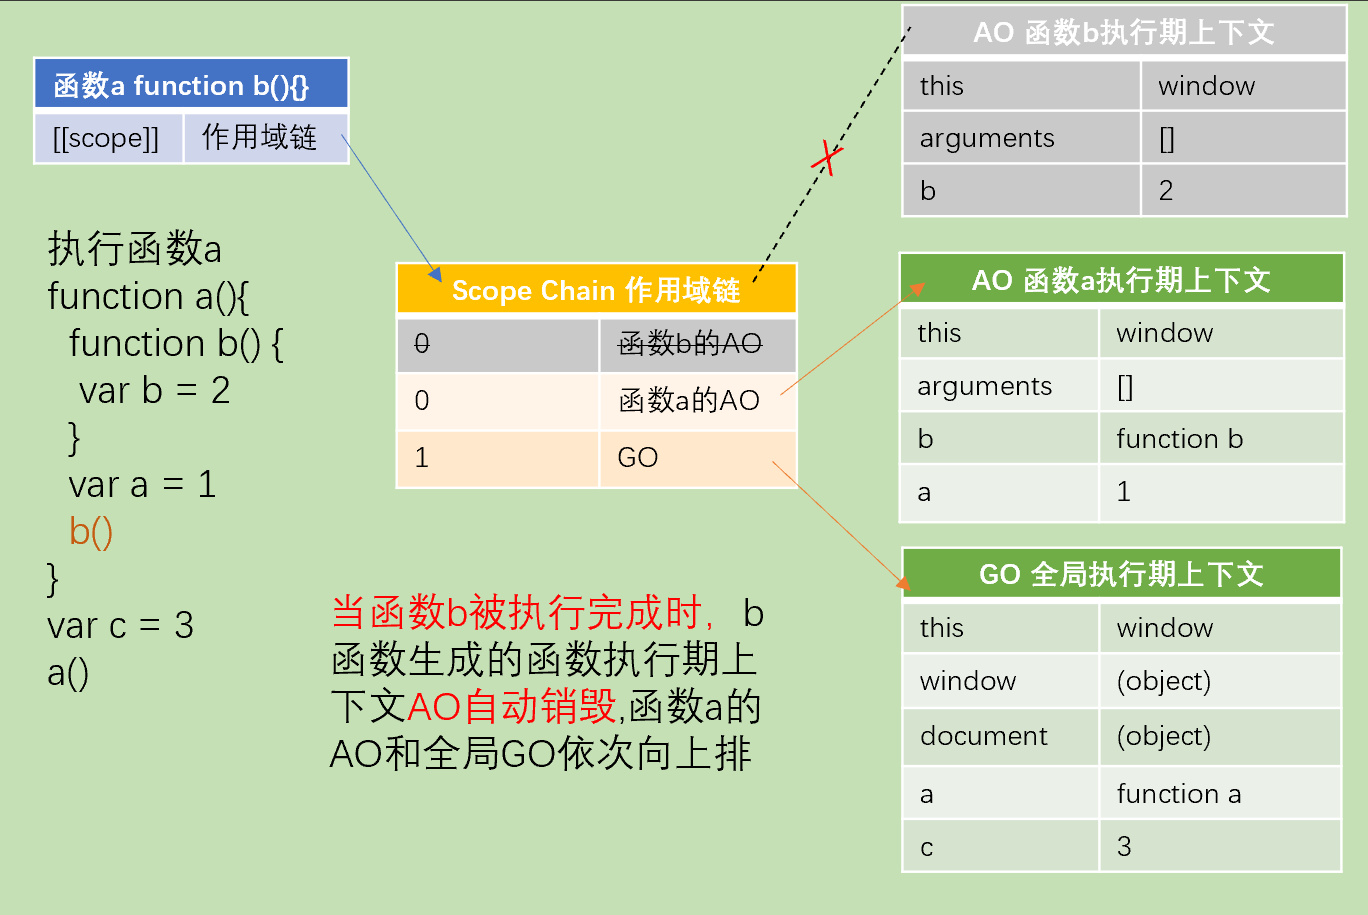 函数a function b(){}
[[scope]] 作用域链
执行函数a
function a(){
function b() {
var b = 2
}
var a = 1
b()
}
var c = 3
a()
Scope Chain 作用域链
0 函数b的AO
0 函数a的AO
1 GO
当函数b被执行完成时，b
函数生成的函数执行期上
下文AO自动销毁,函数a的
AO和全局GO依次向上排
AO 函数b执行期上下文
this window
arguments []
b 2
AO 函数a执行期上下文
this window
arguments []
b function b
a 1
GO 全局执行期上下文
this window
window (object)
document (object)
a function a
c 3